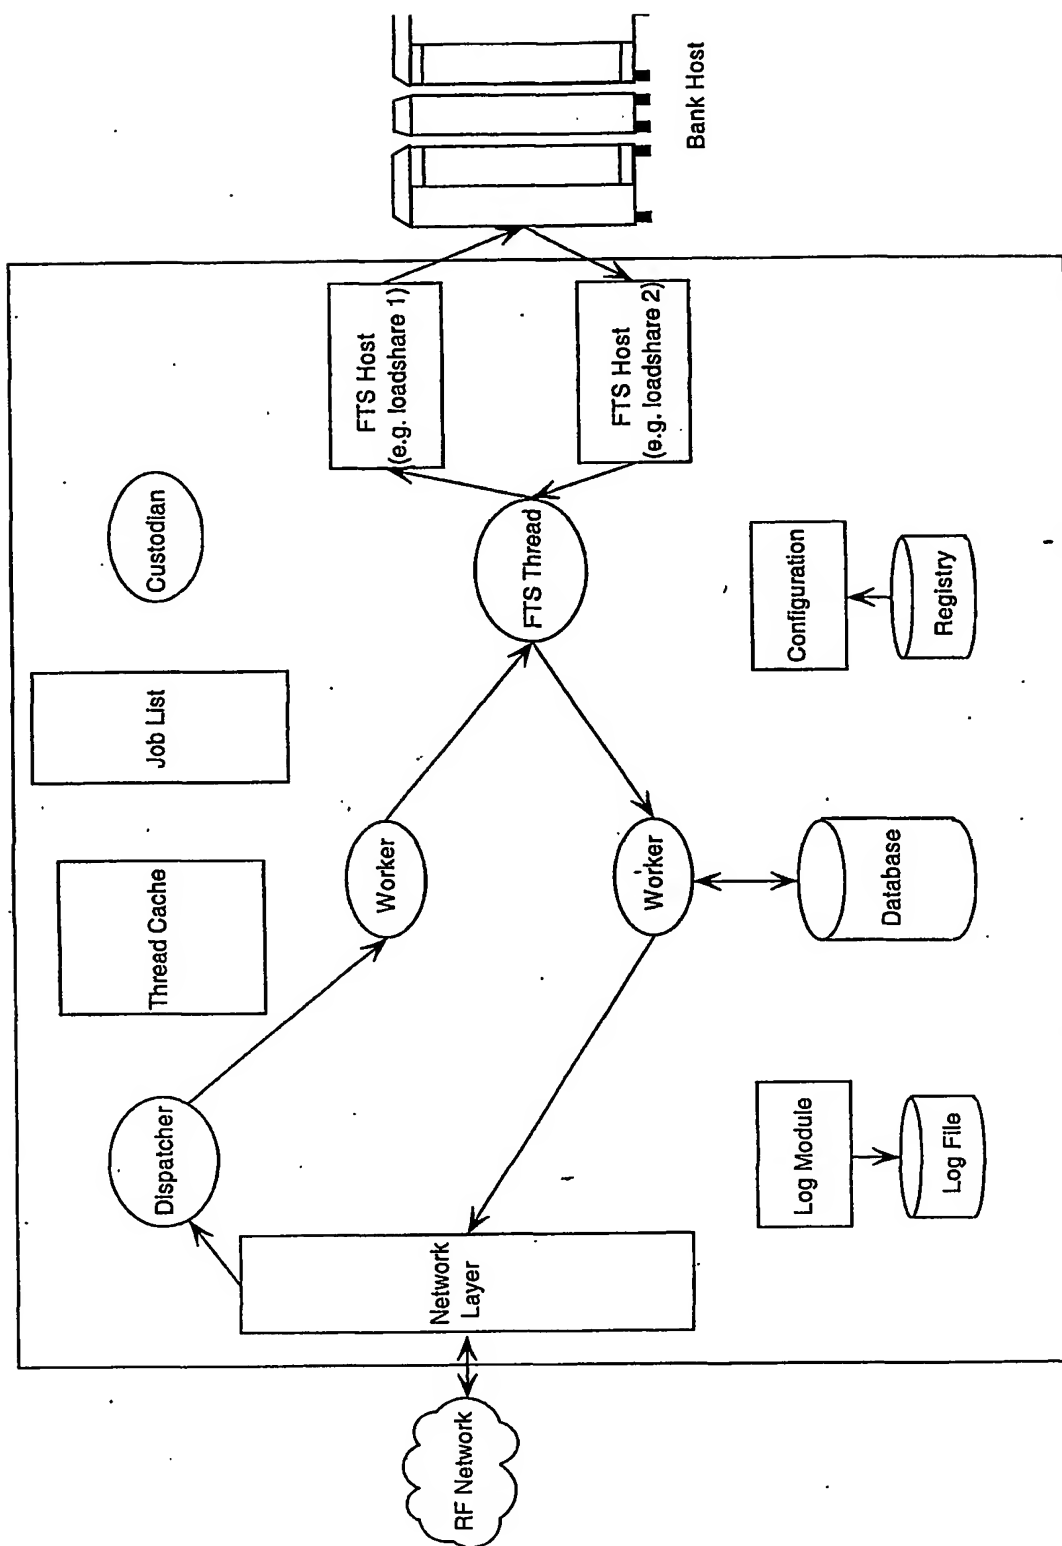 RF Network
Network
Layer
Dispatcher
Thread Cache
Job List
Custodian
Worker
Worker
FTS Thread
FTS Host
(e.g. loadshare 1)
FTS Host
(e.g. loadshare 2)
Bank Host
Log Module
Log File
Database
Configuration
Registry